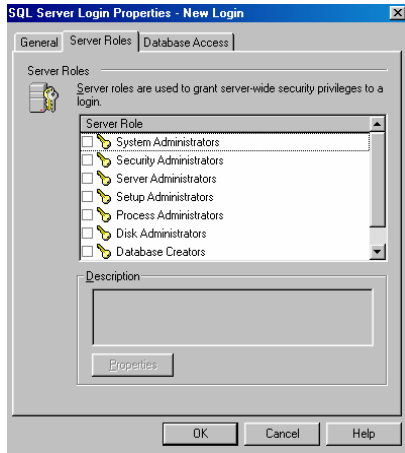 SQL Server Login Properties - New Login
General Server Roles Database Access
Server Roles
Server roles are used to grant server-wide security privileges to a
login.
Server Role
System Administrators
Security Administrators
Server Administrators
Setup Administrators
Process Administrators
Disk Administrators
Database Creators
Description
Properties
OK Cancel Help